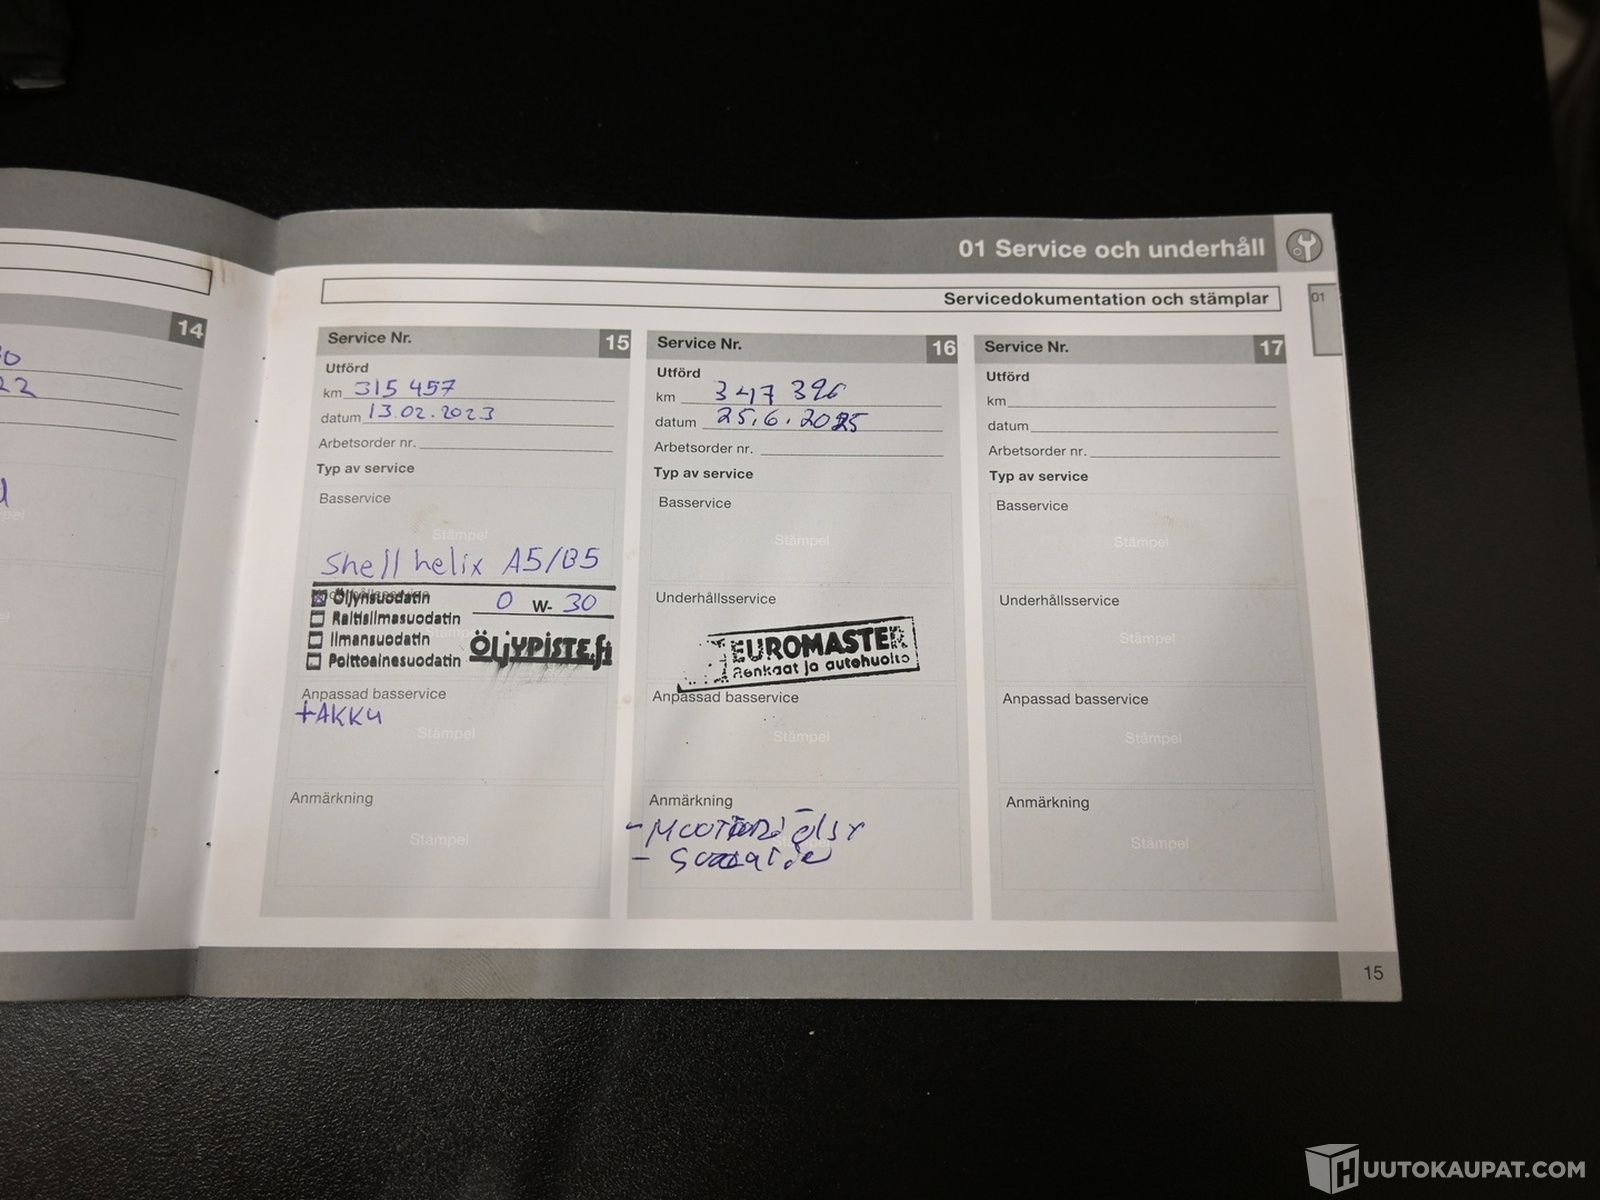 14
01 Service och underhåll
Servicedokumentation och stämplar
01
Service Nr. 15
Utförd
km 315 457
datum 13.02.2023
Arbetsorder nr.
Typ av service
Basservice
Stämpel
Shell helix A5/B5
Öljynsuodatin 0 W- 30
Raitisilmasuodatin
Ilmansuodatin
Polttoainesuodatin
ÖLJYPISTE.fi
Anpassad basservice
+AKKU
Stämpel
Anmärkning
Stämpel
Service Nr. 16
Utförd
km 347 396
datum 25.6.2025
Arbetsorder nr.
Typ av service
Basservice
Stämpel
Underhållsservice
EUROMASTER
Renkaat ja autohuolto
Anpassad basservice
Stämpel
Anmärkning
Service Nr. 17
Utförd
km
datum
Arbetsorder nr.
Typ av service
Basservice
Stämpel
Underhållsservice
Stämpel
Anpassad basservice
Stämpel
Anmärkning
Stämpel
15
HUUTOKAUPAT.COM